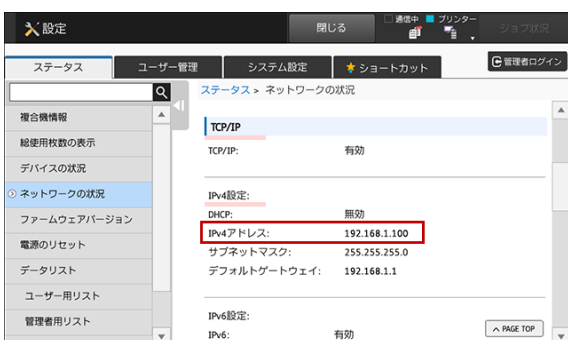 設定
閉じる
通信中
プリンター
ジョブ状況
ステータス
ユーザー管理
システム設定
ショートカット
管理者ログイン
ステータス > ネットワークの状況
複合機情報
総使用枚数の表示
デバイスの状況
ネットワークの状況
ファームウェアバージョン
電源のリセット
データリスト
ユーザー用リスト
管理者用リスト
TCP/IP
TCP/IP: 有効
IPv4設定:
DHCP: 無効
IPv4アドレス: 192.168.1.100
サブネットマスク: 255.255.255.0
デフォルトゲートウェイ: 192.168.1.1
IPv6設定:
IPv6: 有効
PAGE TOP